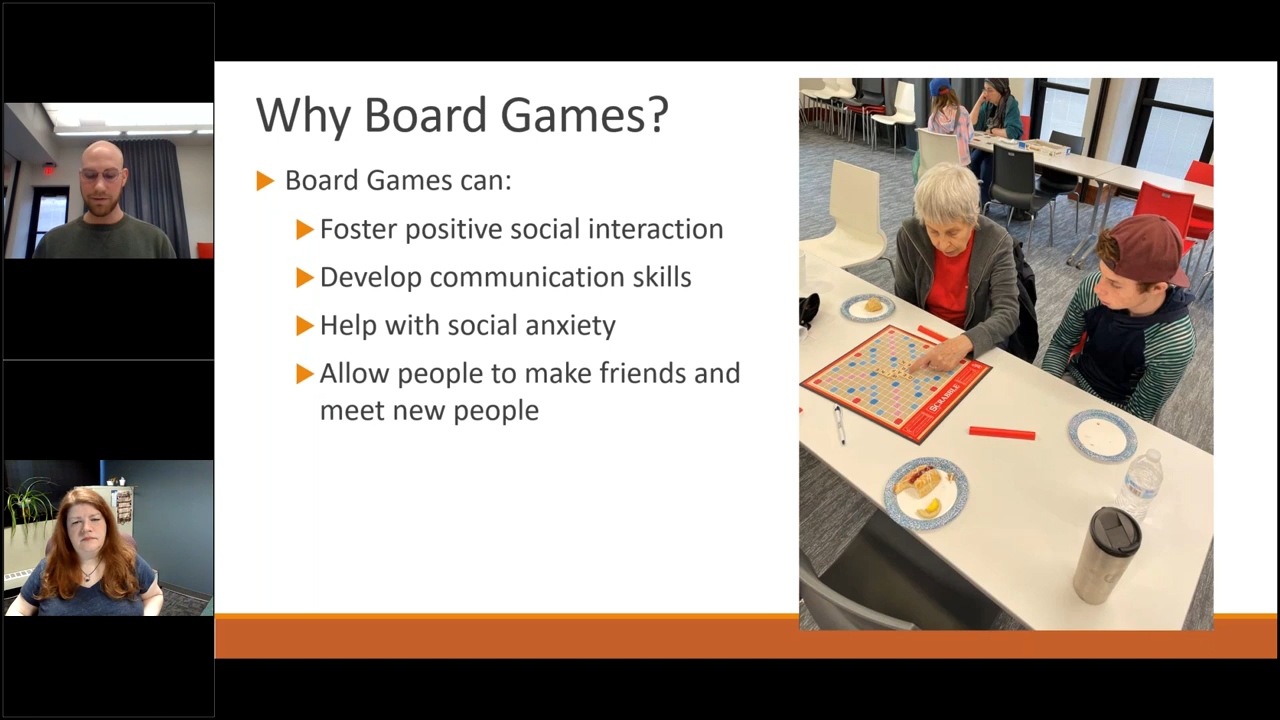 Why Board Games?
Board Games can:
Foster positive social interaction
Develop communication skills
Help with social anxiety
Allow people to make friends and
meet new people
SCRABBLE